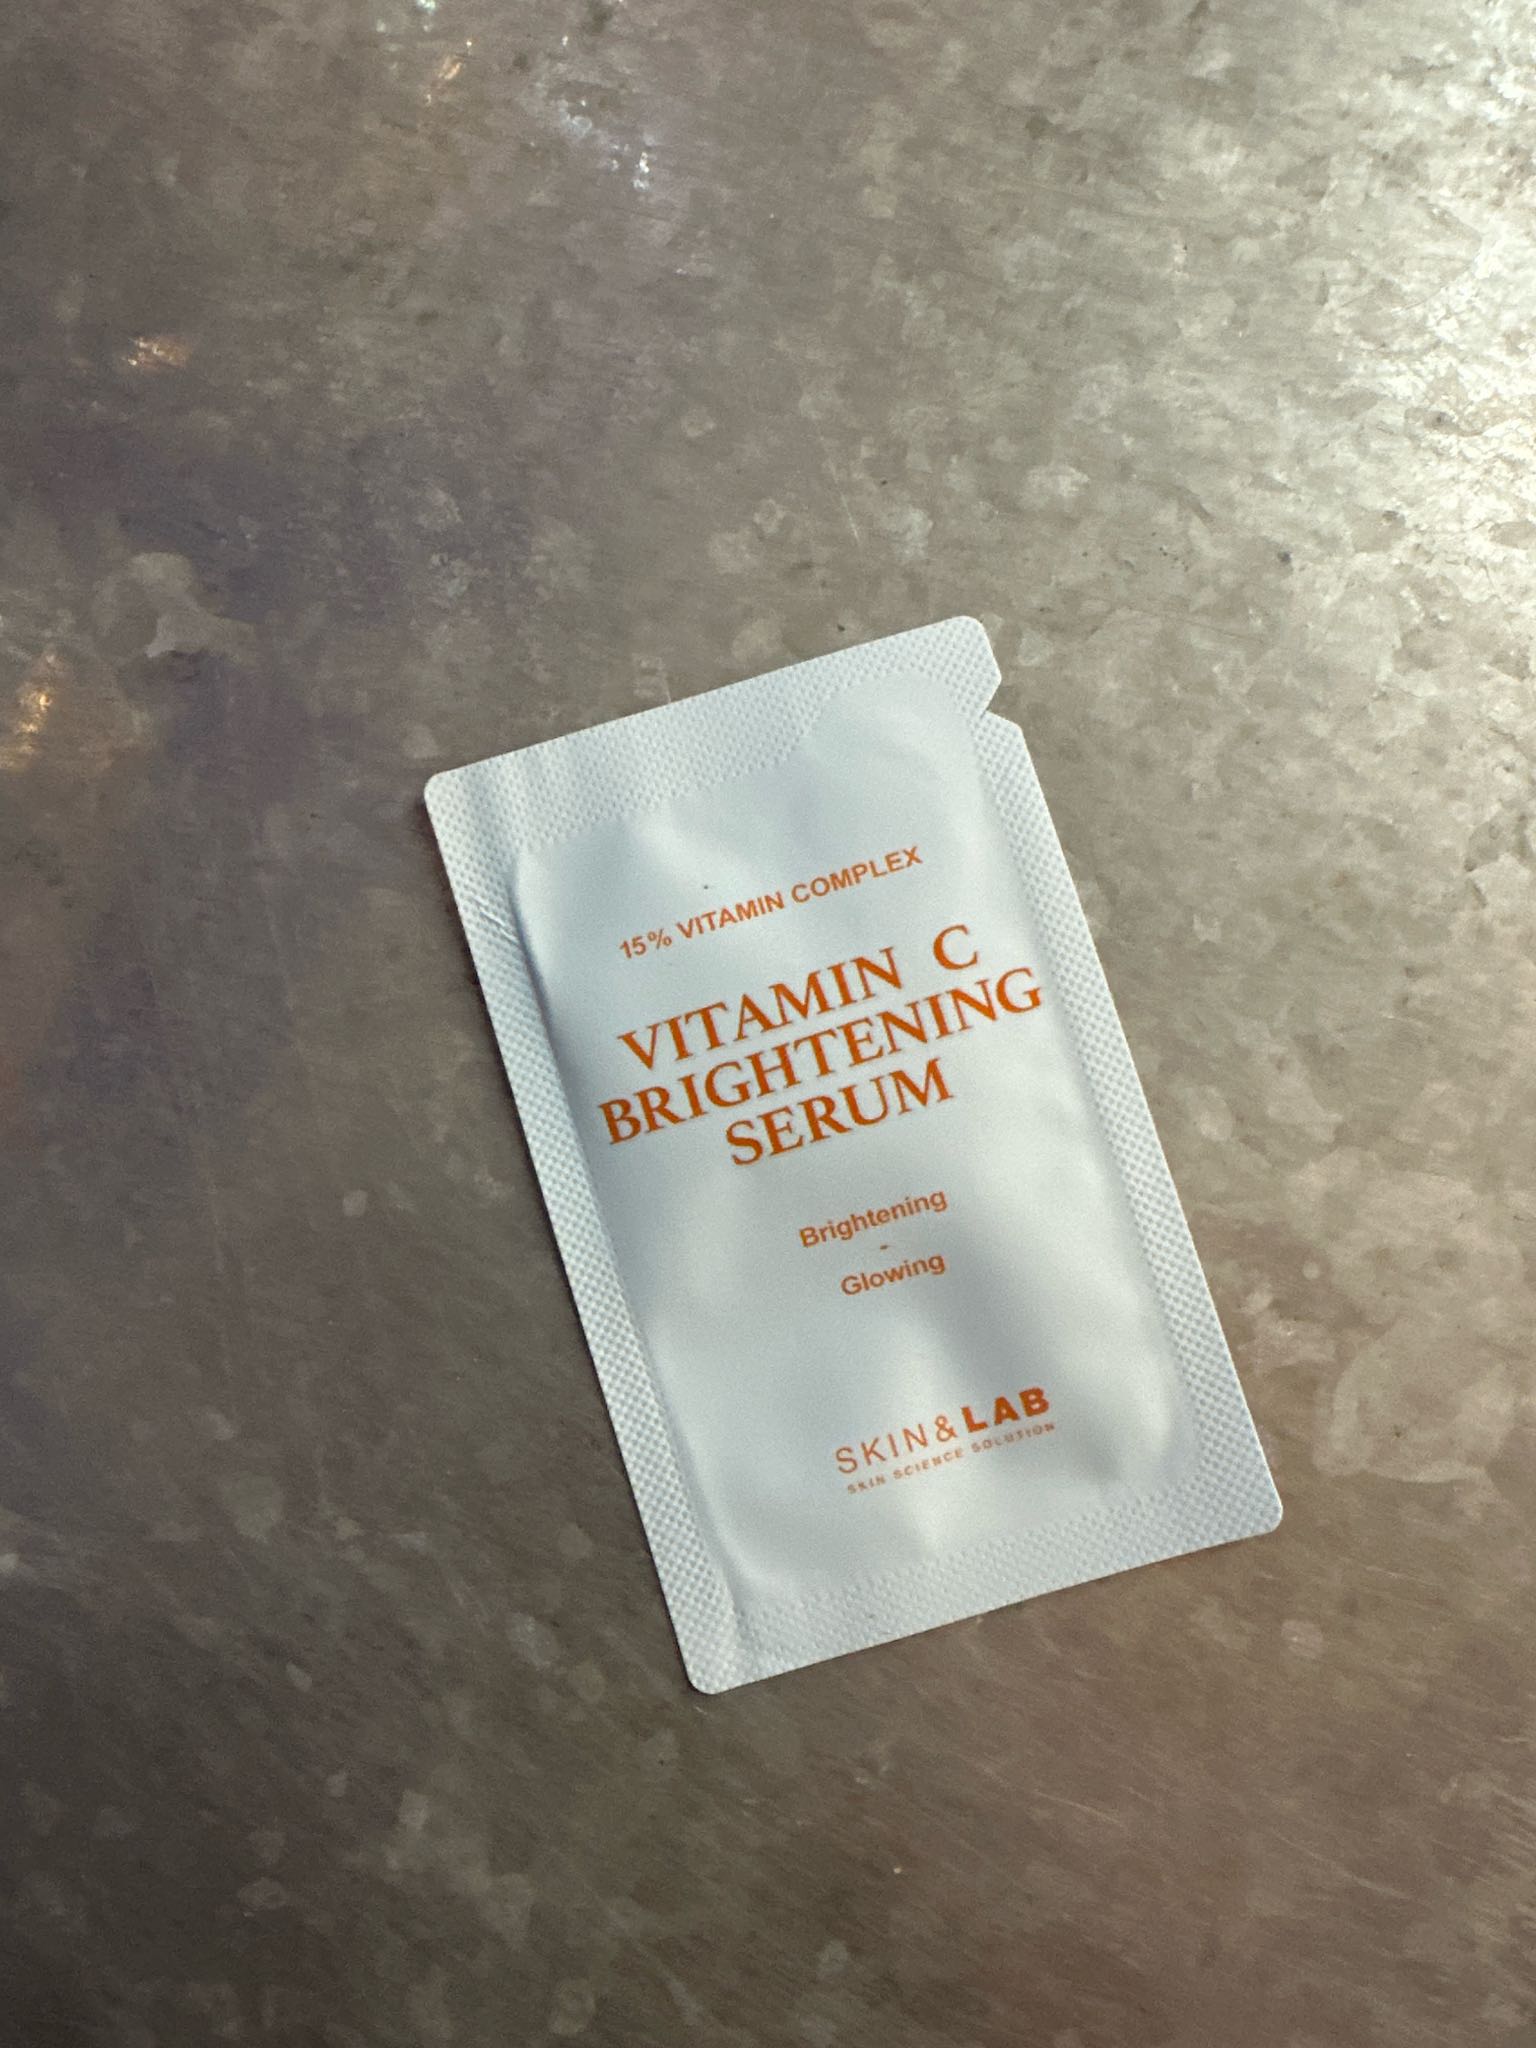 15% VITAMIN COMPLEX
VITAMIN C
BRIGHTENING
SERUM
Brightening
-
Glowing
SKIN&LAB
SKIN SCIENCE SOLUTION